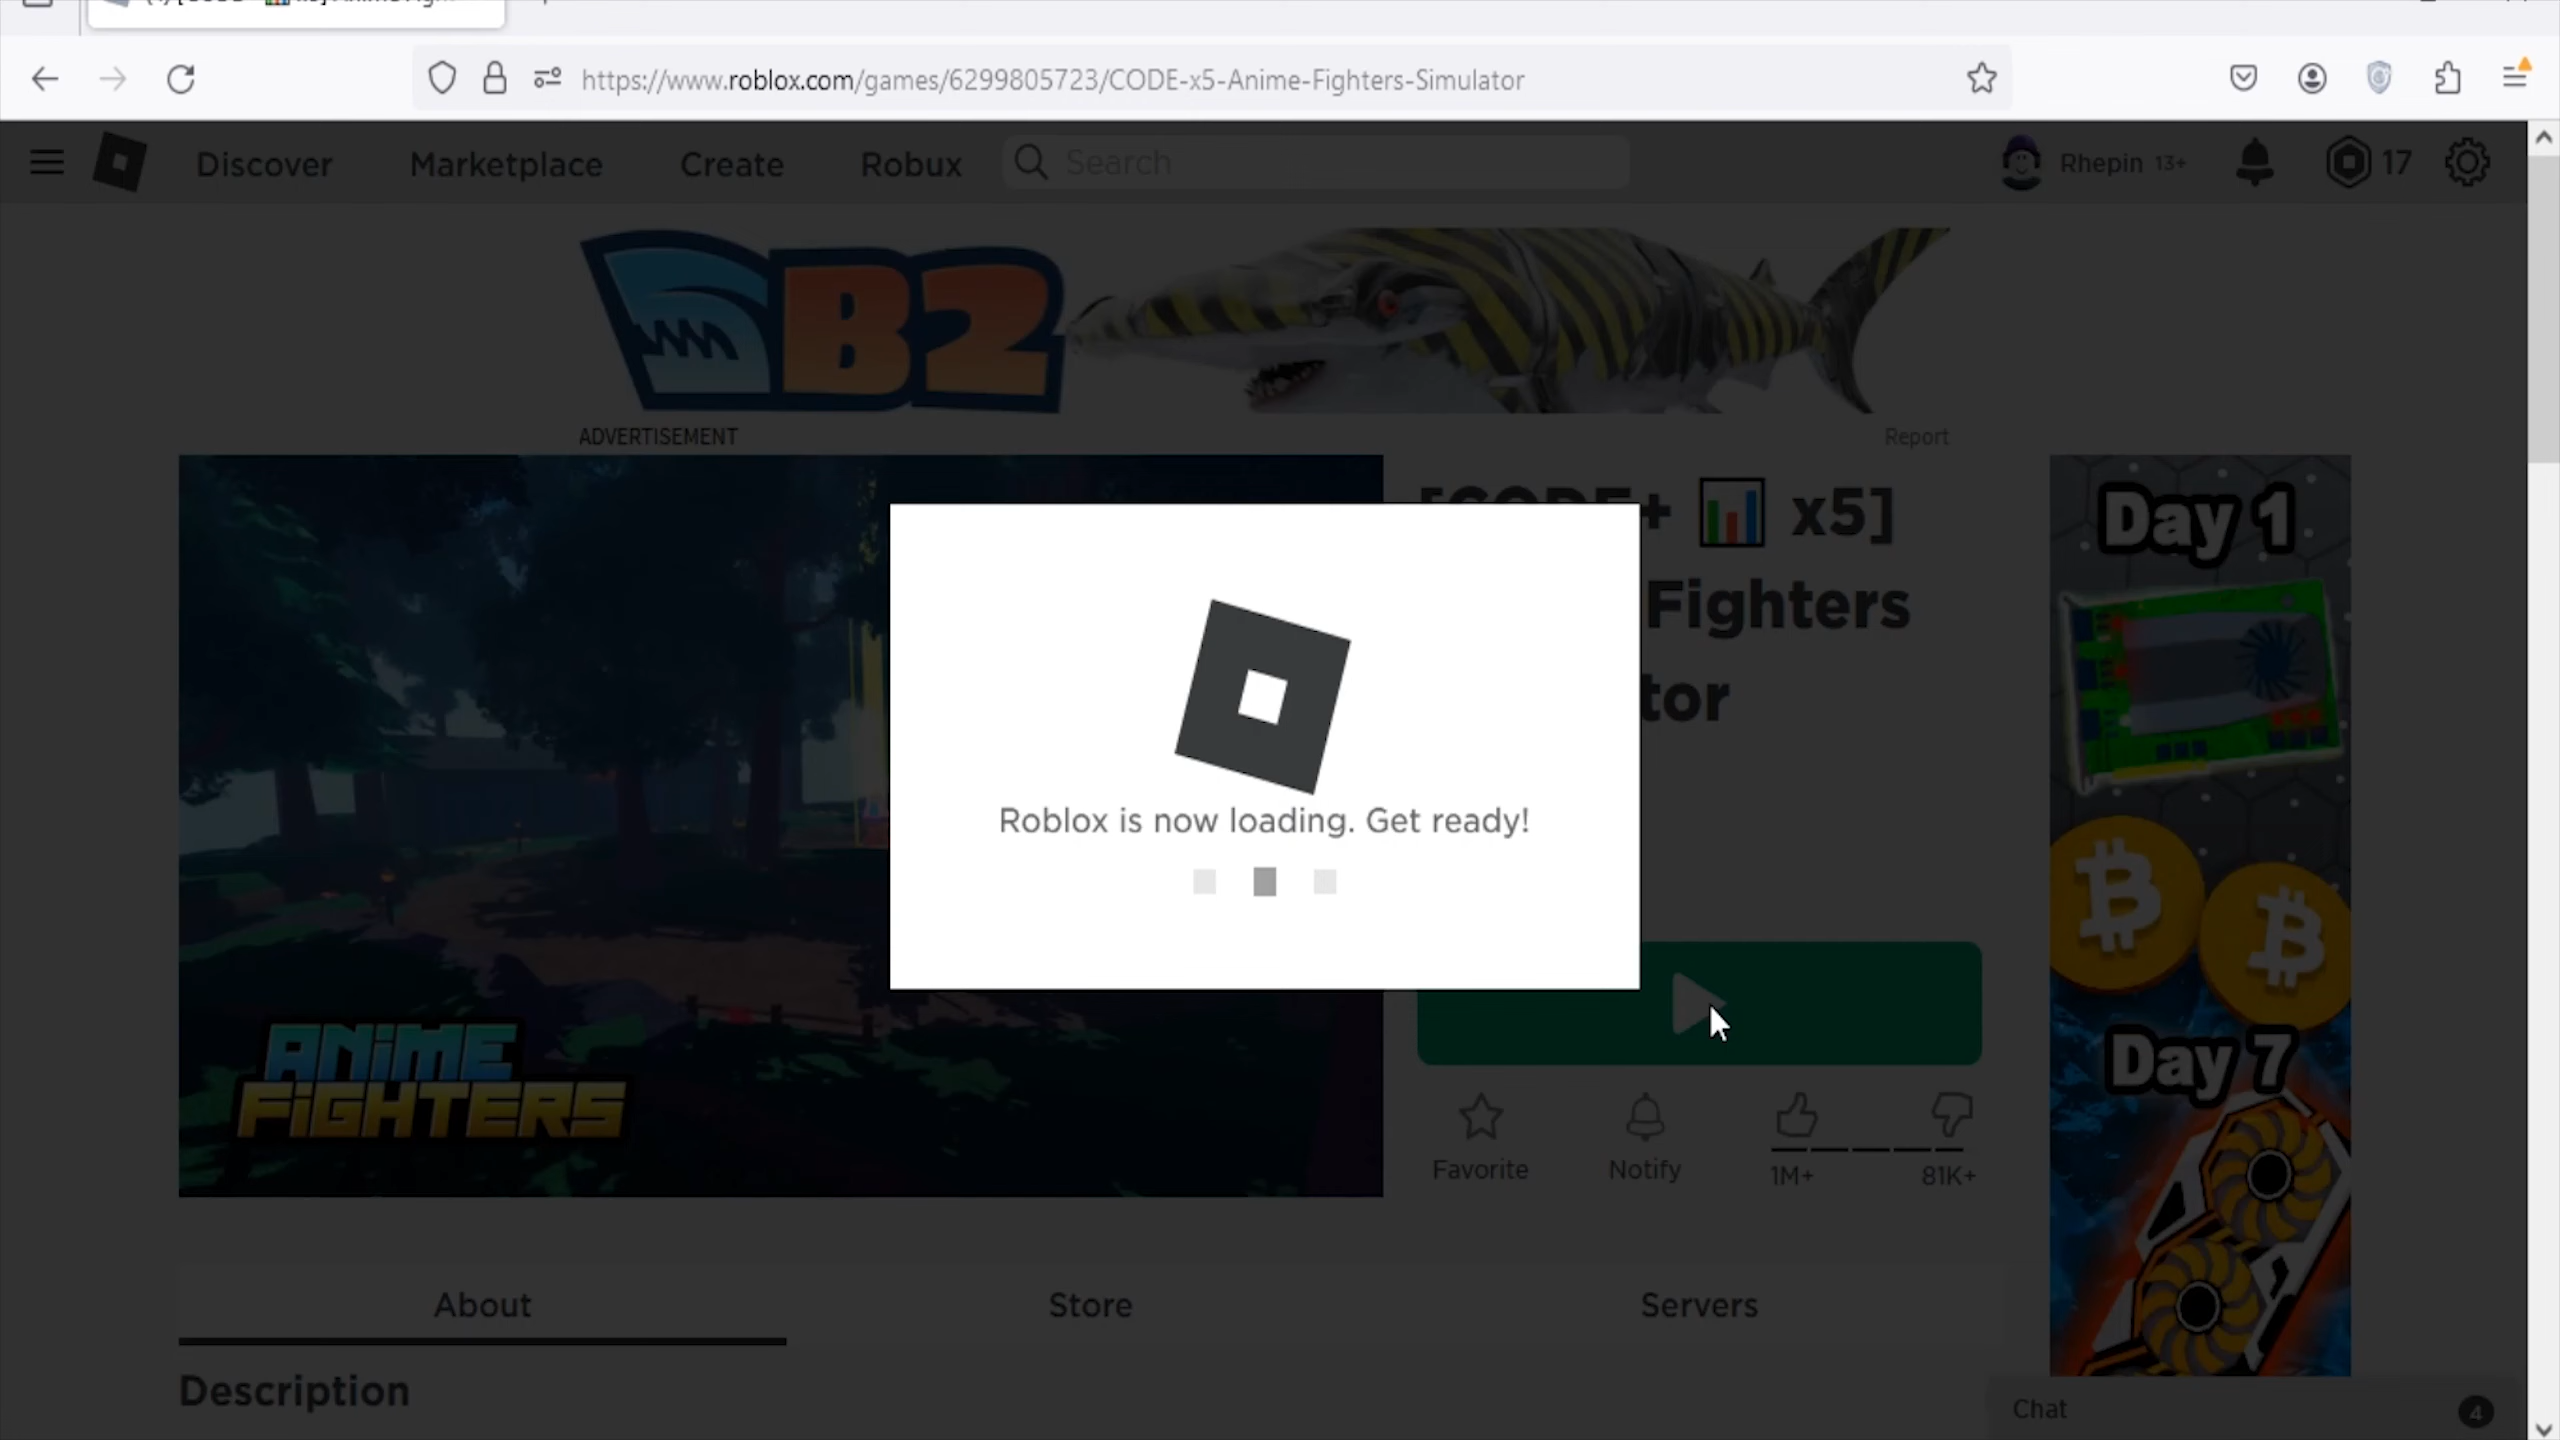 https://www.roblox.com/games/6299805723/CODE-x5-Anime-Fighters-Simulator
Discover Marketplace Create Robux Search Rhepin 13+ 17
B2
ADVERTISEMENT Report
x5]
Fighters
Day 1
Roblox is now loading. Get ready!
ANiME
FiGHTERS
Day 7
Favorite Notify 1M+ 81K+
About Store Servers
Description
Chat 4